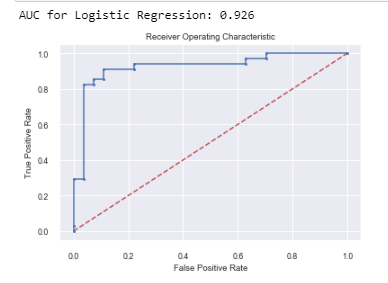 AUC for Logistic Regression: 0.926
Receiver Operating Characteristic
1.0
0.8
0.6
0.4
0.2
0.0
True Positive Rate
0.0 0.2 0.4 0.6 0.8 1.0
False Positive Rate